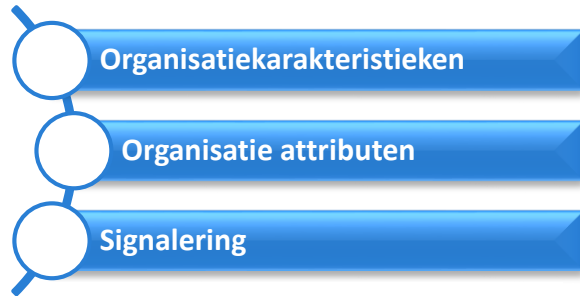 Organisatiekarakteristieken
Organisatie attributen
Signalering